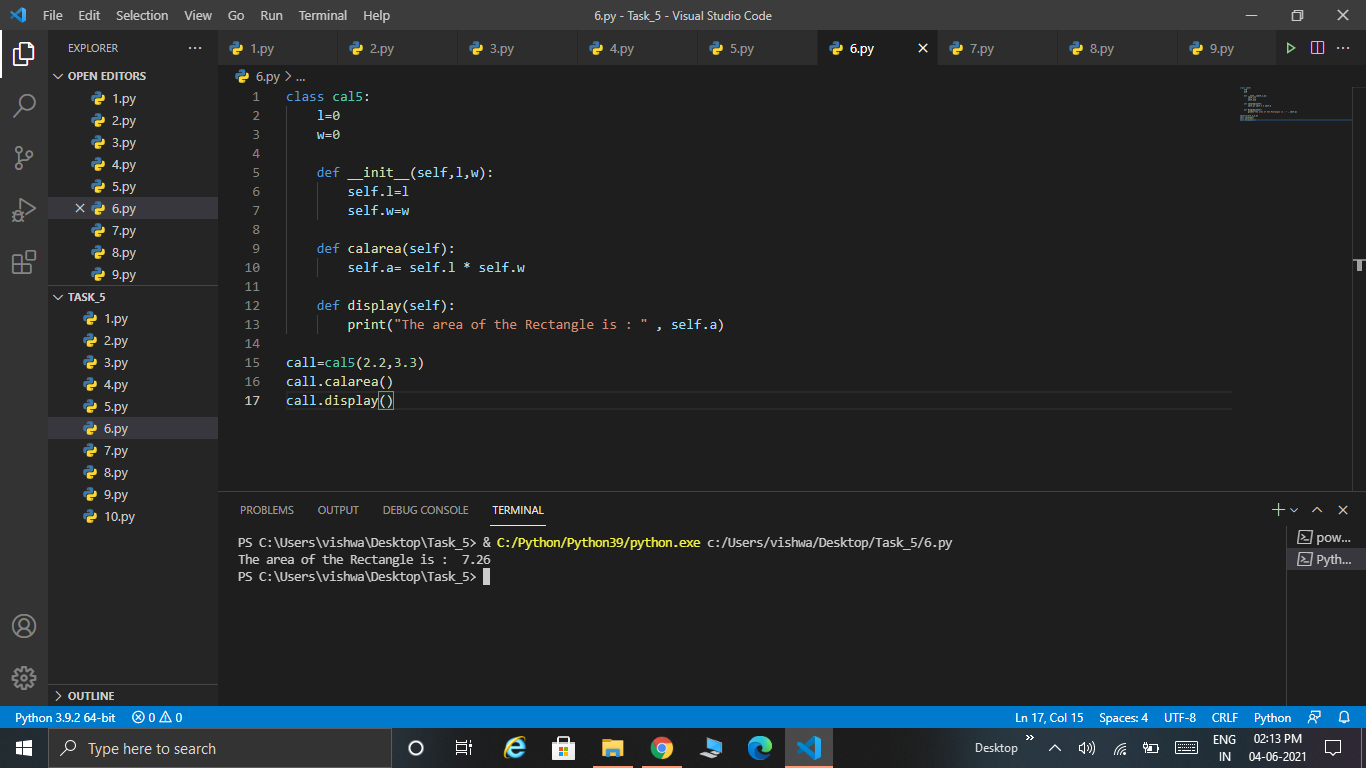 File Edit Selection View Go Run Terminal Help 6.py - Task_5 - Visual Studio Code
EXPLORER
1.py 2.py 3.py 4.py 5.py 6.py 7.py 8.py 9.py
OPEN EDITORS
1.py
2.py
3.py
4.py
5.py
6.py
7.py
8.py
9.py
TASK_5
1.py
2.py
3.py
4.py
5.py
6.py
7.py
8.py
9.py
10.py
OUTLINE
6.py > ...
1 class cal5:
2 l=0
3 w=0
4
5 def __init__(self,l,w):
6 self.l=l
7 self.w=w
8
9 def calarea(self):
10 self.a= self.l * self.w
11
12 def display(self):
13 print("The area of the Rectangle is : " , self.a)
14
15 call=cal5(2.2,3.3)
16 call.calarea()
17 call.display()
PROBLEMS OUTPUT DEBUG CONSOLE TERMINAL
PS C:\Users\vishwa\Desktop\Task_5> & C:/Python/Python39/python.exe c:/Users/vishwa/Desktop/Task_5/6.py
The area of the Rectangle is :  7.26
PS C:\Users\vishwa\Desktop\Task_5>
pow...
Pyth...
Python 3.9.2 64-bit 0 0 Ln 17, Col 15 Spaces: 4 UTF-8 CRLF Python
Type here to search Desktop ENG 02:13 PM
IN 04-06-2021